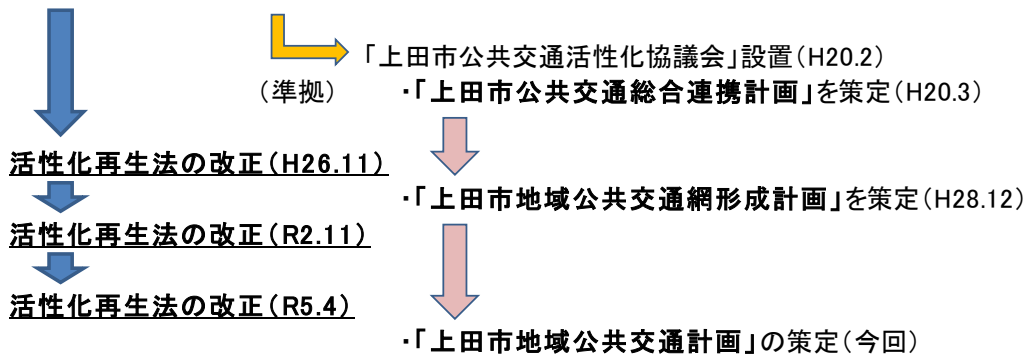 「上田市公共交通活性化協議会」設置（H20.2）
（準拠）
・「上田市公共交通総合連携計画」を策定（H20.3）
活性化再生法の改正（H26.11）
・「上田市地域公共交通網形成計画」を策定（H28.12）
活性化再生法の改正（R2.11）
活性化再生法の改正（R5.4）
・「上田市地域公共交通計画」の策定（今回）